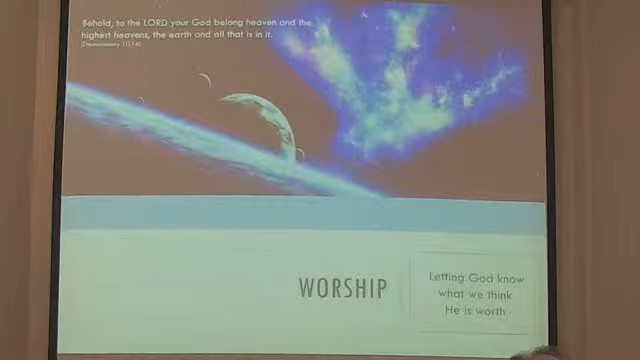 Behold, to the LORD your God belong heaven and the
highest heavens, the earth and all that is in it.
(Deuteronomy 10:14)
WORSHIP
Letting God know
what we think
He is worth